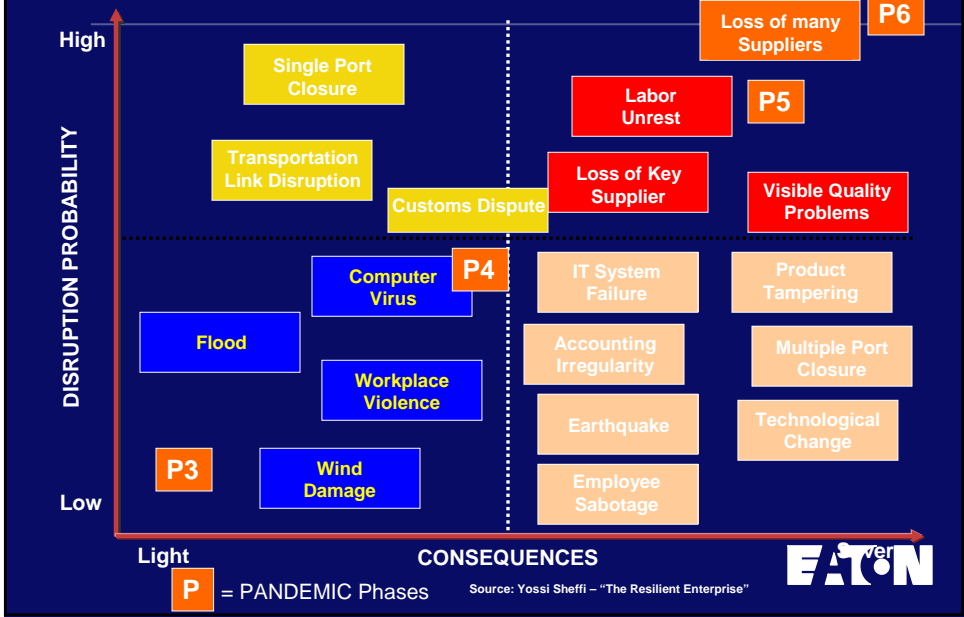 High
Loss of many
Suppliers
P6
Single Port
Closure
Labor
Unrest
P5
Transportation
Link Disruption
Loss of Key
Supplier
Visible Quality
Problems
Customs Dispute
DISRUPTION PROBABILITY
Computer
Virus
P4
IT System
Failure
Product
Tampering
Flood
Accounting
Irregularity
Multiple Port
Closure
Workplace
Violence
Earthquake
Technological
Change
P3
Wind
Damage
Employee
Sabotage
Low
Light
CONSEQUENCES
EATON
P
= PANDEMIC Phases
Source: Yossi Sheffi – “The Resilient Enterprise”